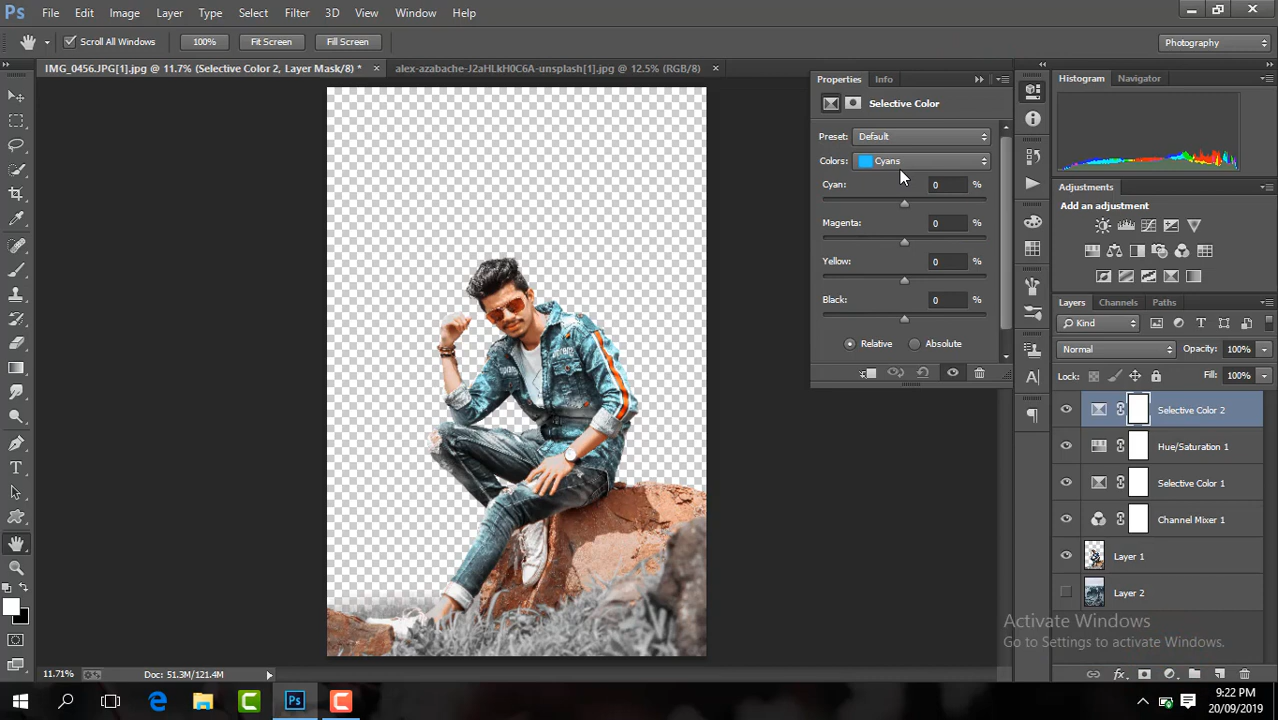 Ps File Edit Image Layer Type Select Filter 3D View Window Help
Scroll All Windows 100% Fit Screen Fill Screen Photography
IMG_0456.JPG[1].jpg @ 11.7% (Selective Color 2, Layer Mask/8) * × alex-azabache-J2aHLkH0C6A-unsplash[1].jpg @ 12.5% (RGB/8) ×
Properties Info
Selective Color
Preset: Default
Colors: Cyans
Cyan: 0 %
Magenta: 0 %
Yellow: 0 %
Black: 0 %
Relative Absolute
Histogram Navigator
Adjustments
Add an adjustment
Layers Channels Paths
Kind
Normal Opacity: 100%
Lock: Fill: 100%
Selective Color 2
Hue/Saturation 1
Selective Color 1
Channel Mixer 1
Layer 1
Layer 2
Activate Windows
Go to Settings to activate Windows.
11.71% Doc: 51.3M/121.4M
9:22 PM
20/09/2019